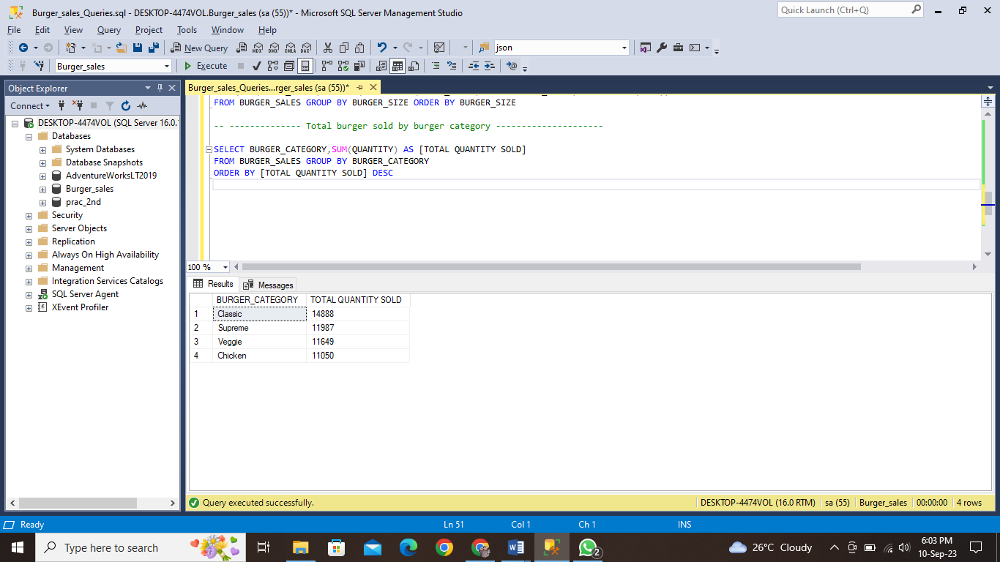 Burger_sales_Queries.sql - DESKTOP-4474VOL.Burger_sales (sa (55))* - Microsoft SQL Server Management Studio
Quick Launch (Ctrl+Q)
File Edit View Query Project Tools Window Help
New Query MDX DMX XMLA DAX json
Burger_sales Execute
Object Explorer
Burger_sales_Queries...rger_sales (sa (55))*
Connect
DESKTOP-4474VOL (SQL Server 16.0.
Databases
System Databases
Database Snapshots
AdventureWorksLT2019
Burger_sales
prac_2nd
Security
Server Objects
Replication
Always On High Availability
Management
Integration Services Catalogs
SQL Server Agent
XEvent Profiler
FROM BURGER_SALES GROUP BY BURGER_SIZE ORDER BY BURGER_SIZE
-- -------------- Total burger sold by burger category ---------------------
SELECT BURGER_CATEGORY,SUM(QUANTITY) AS [TOTAL QUANTITY SOLD]
FROM BURGER_SALES GROUP BY BURGER_CATEGORY
ORDER BY [TOTAL QUANTITY SOLD] DESC
100 %
Results Messages
BURGER_CATEGORY TOTAL QUANTITY SOLD
1 Classic 14888
2 Supreme 11987
3 Veggie 11649
4 Chicken 11050
Query executed successfully. DESKTOP-4474VOL (16.0 RTM) sa (55) Burger_sales 00:00:00 4 rows
Ready Ln 51 Col 1 Ch 1 INS
Type here to search 2 26°C Cloudy 6:03 PM
10-Sep-23